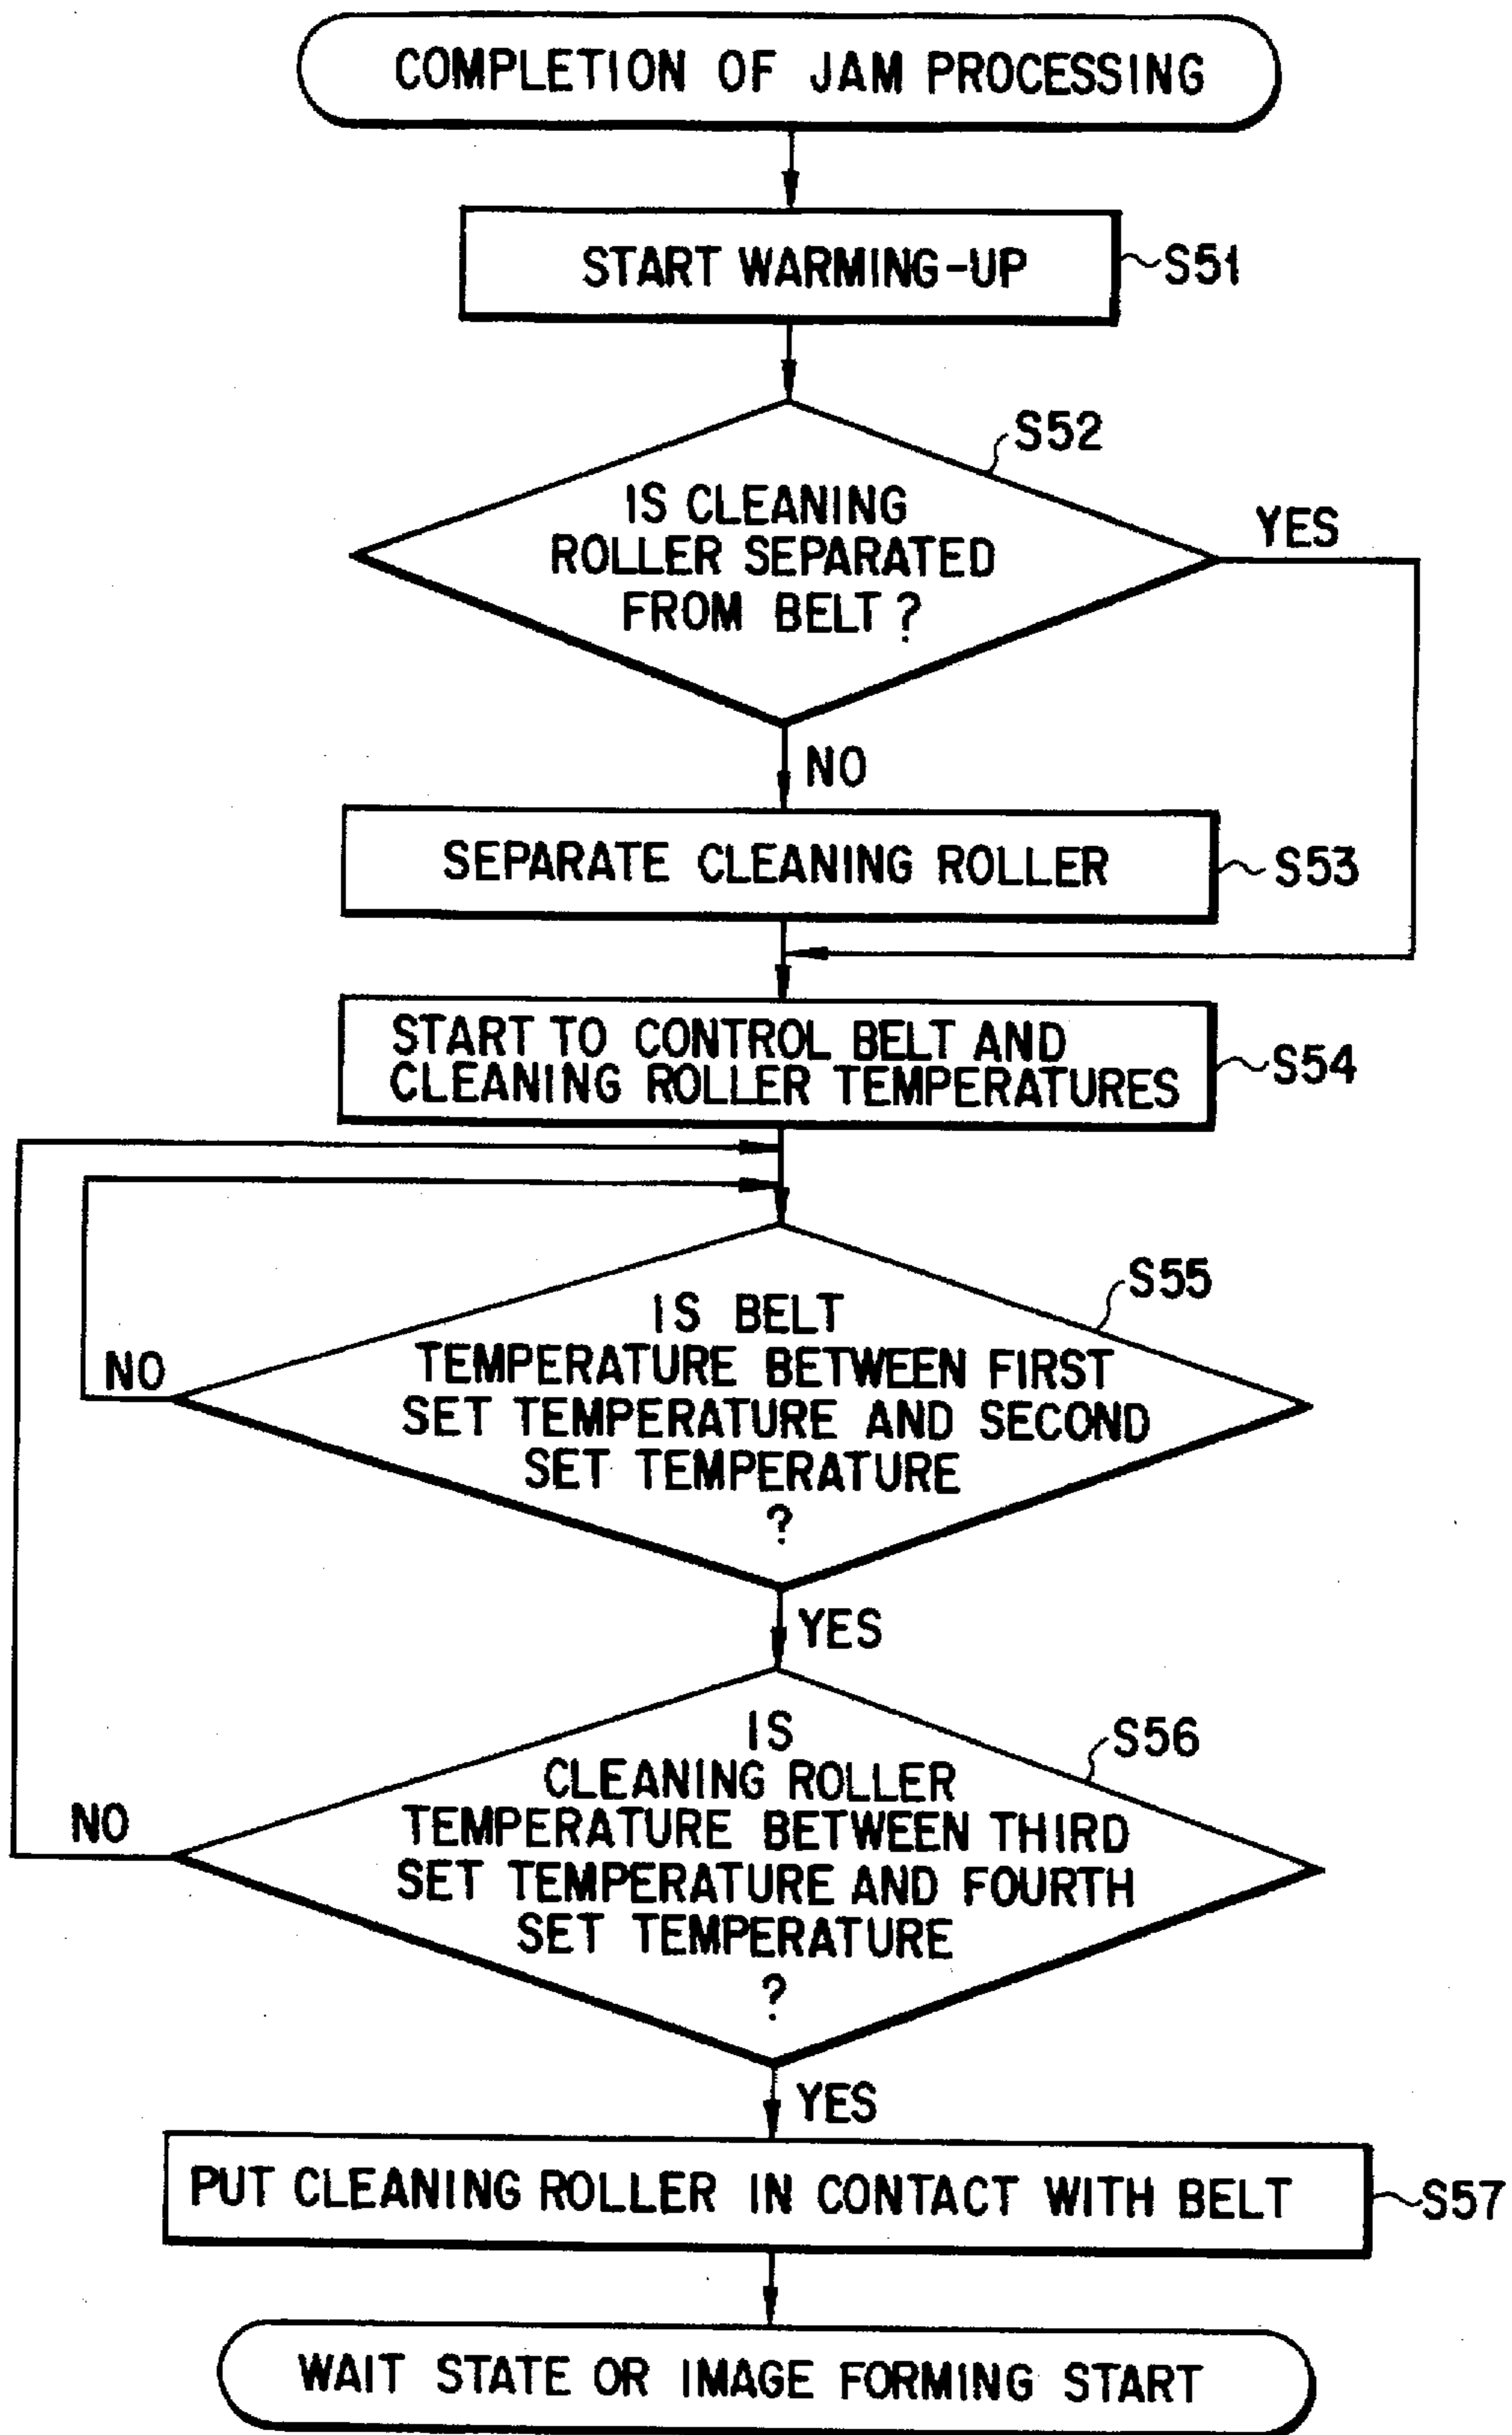 COMPLETION OF JAM PROCESSING
START WARMING-UP
S51
S52
IS CLEANING
ROLLER SEPARATED
FROM BELT ?
YES
NO
SEPARATE CLEANING ROLLER
S53
START TO CONTROL BELT AND
CLEANING ROLLER TEMPERATURES
S54
S55
IS BELT
TEMPERATURE BETWEEN FIRST
SET TEMPERATURE AND SECOND
SET TEMPERATURE
?
NO
YES
S56
IS
CLEANING ROLLER
TEMPERATURE BETWEEN THIRD
SET TEMPERATURE AND FOURTH
SET TEMPERATURE
?
NO
YES
PUT CLEANING ROLLER IN CONTACT WITH BELT
S57
WAIT STATE OR IMAGE FORMING START